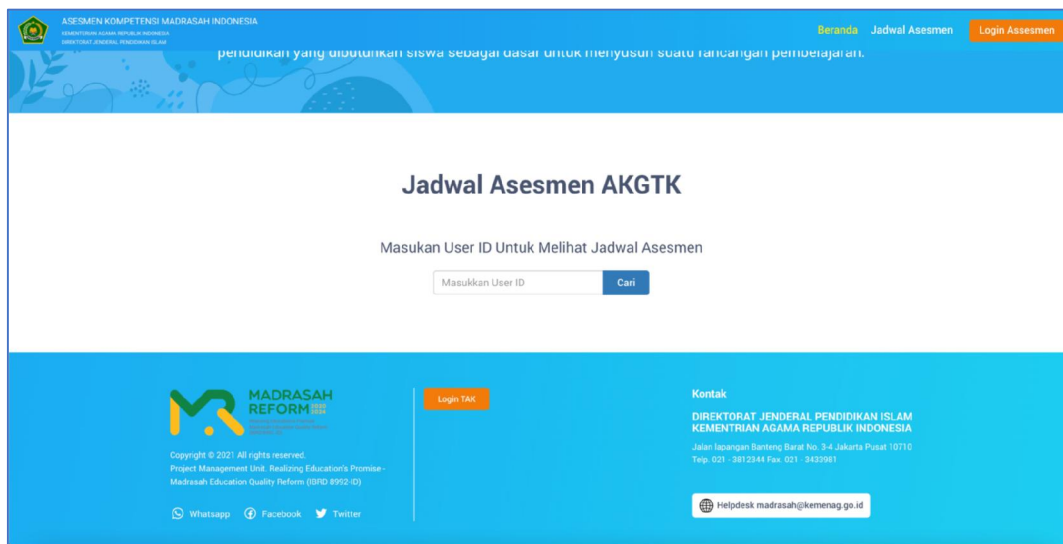 ASESMEN KOMPETENSI MADRASAH INDONESIA
KEMENTERIAN AGAMA REPUBLIK INDONESIA
DIREKTORAT JENDERAL PENDIDIKAN ISLAM
Beranda
Jadwal Asesmen
Login Assesmen
pendidikan yang dibutuhkan siswa sebagai dasar untuk menyusun suatu rancangan pembelajaran.
Jadwal Asesmen AKGTK
Masukan User ID Untuk Melihat Jadwal Asesmen
Masukkan User ID
Cari
MADRASAH
REFORM
Copyright © 2021 All rights reserved.
Project Management Unit. Realizing Education's Promise -
Madrasah Education Quality Reform (IBRD 8992-ID)
Whatsapp
Facebook
Twitter
Login TAK
Kontak
DIREKTORAT JENDERAL PENDIDIKAN ISLAM
KEMENTRIAN AGAMA REPUBLIK INDONESIA
Jalan lapangan Banteng Barat No. 3-4 Jakarta Pusat 10710
Telp. 021 - 3812344 Fax. 021 - 3433981
Helpdesk madrasah@kemenag.go.id